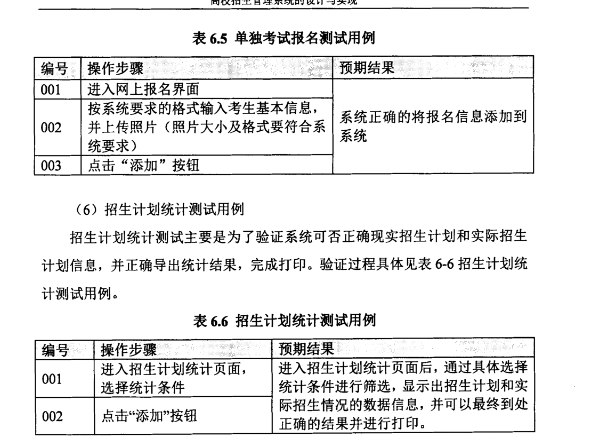 高校招生管理系统的设计与实现
表 6.5 单独考试报名测试用例
编号 操作步骤 预期结果
001 进入网上报名界面
002 按系统要求的格式输入考生基本信息，
并上传照片（照片大小及格式要符合系
统要求）
系统正确的将报名信息添加到
系统
003 点击“添加”按钮
（6）招生计划统计测试用例
招生计划统计测试主要是为了验证系统可否正确现实招生计划和实际招生
计划信息，并正确导出统计结果，完成打印。验证过程具体见表 6-6 招生计划统
计测试用例。
表 6.6 招生计划统计测试用例
编号 操作步骤 预期结果
001 进入招生计划统计页面，
选择统计条件
进入招生计划统计页面后，通过具体选择
统计条件进行筛选，显示出招生计划和实
际招生情况的数据信息，并可以最终到处
正确的结果并进行打印。
002 点击“添加”按钮